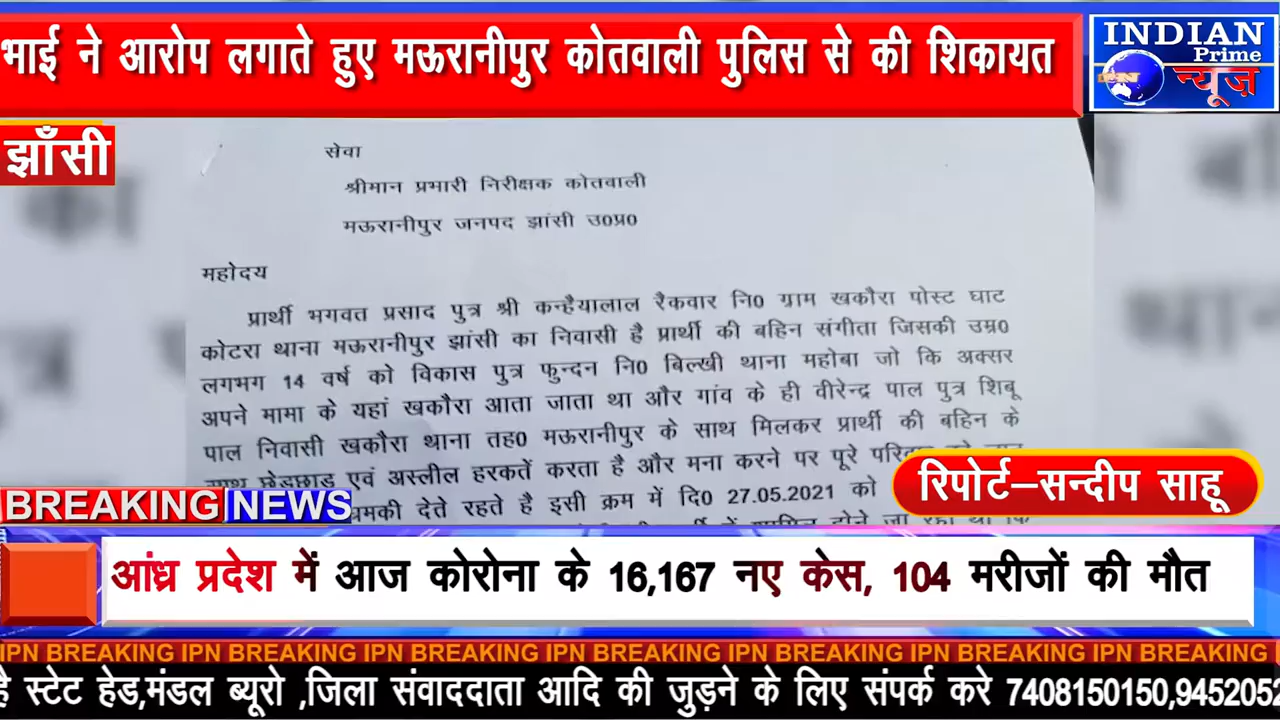 भाई ने आरोप लगाते हुए मऊरानीपुर कोतवाली पुलिस से की शिकायत
INDIAN
Prime
IPN
न्यूज़
झाँसी
सेवा
श्रीमान प्रभारी निरीक्षक कोतवाली
मऊरानीपुर जनपद झांसी उ0प्र0
महोदय
प्रार्थी भगवत प्रसाद पुत्र श्री कन्हैयालाल रैकवार नि0 ग्राम खकौरा पोस्ट घाट
कोटरा थाना मऊरानीपुर झांसी का निवासी है प्रार्थी की बहिन संगीता जिसकी उम्र0
लगभग 14 वर्ष को विकास पुत्र फुन्दन नि0 बिल्खी थाना महोबा जो कि अक्सर
अपने मामा के यहां खकौरा आता जाता था और गांव के ही वीरेन्द्र पाल पुत्र शिबू
पाल निवासी खकौरा थाना तह0 मऊरानीपुर के साथ मिलकर प्रार्थी की बहिन के
छेड़छाड़ एवं अस्लील हरकतें करता है और मना करने पर पूरे
देते रहते है इसी क्रम में दि0 27.05.2021 को
रिपोर्ट–सन्दीप साहू
BREAKING NEWS
आंध्र प्रदेश में आज कोरोना के 16,167 नए केस, 104 मरीजों की मौत
IPN BREAKING IPN BREAKING IPN BREAKING IPN BREAKING IPN BREAKING IPN BREAKING IPN BREAKING
है स्टेट हेड,मंडल ब्यूरो ,जिला संवाददाता आदि की जुड़ने के लिए संपर्क करे 7408150150,9452052